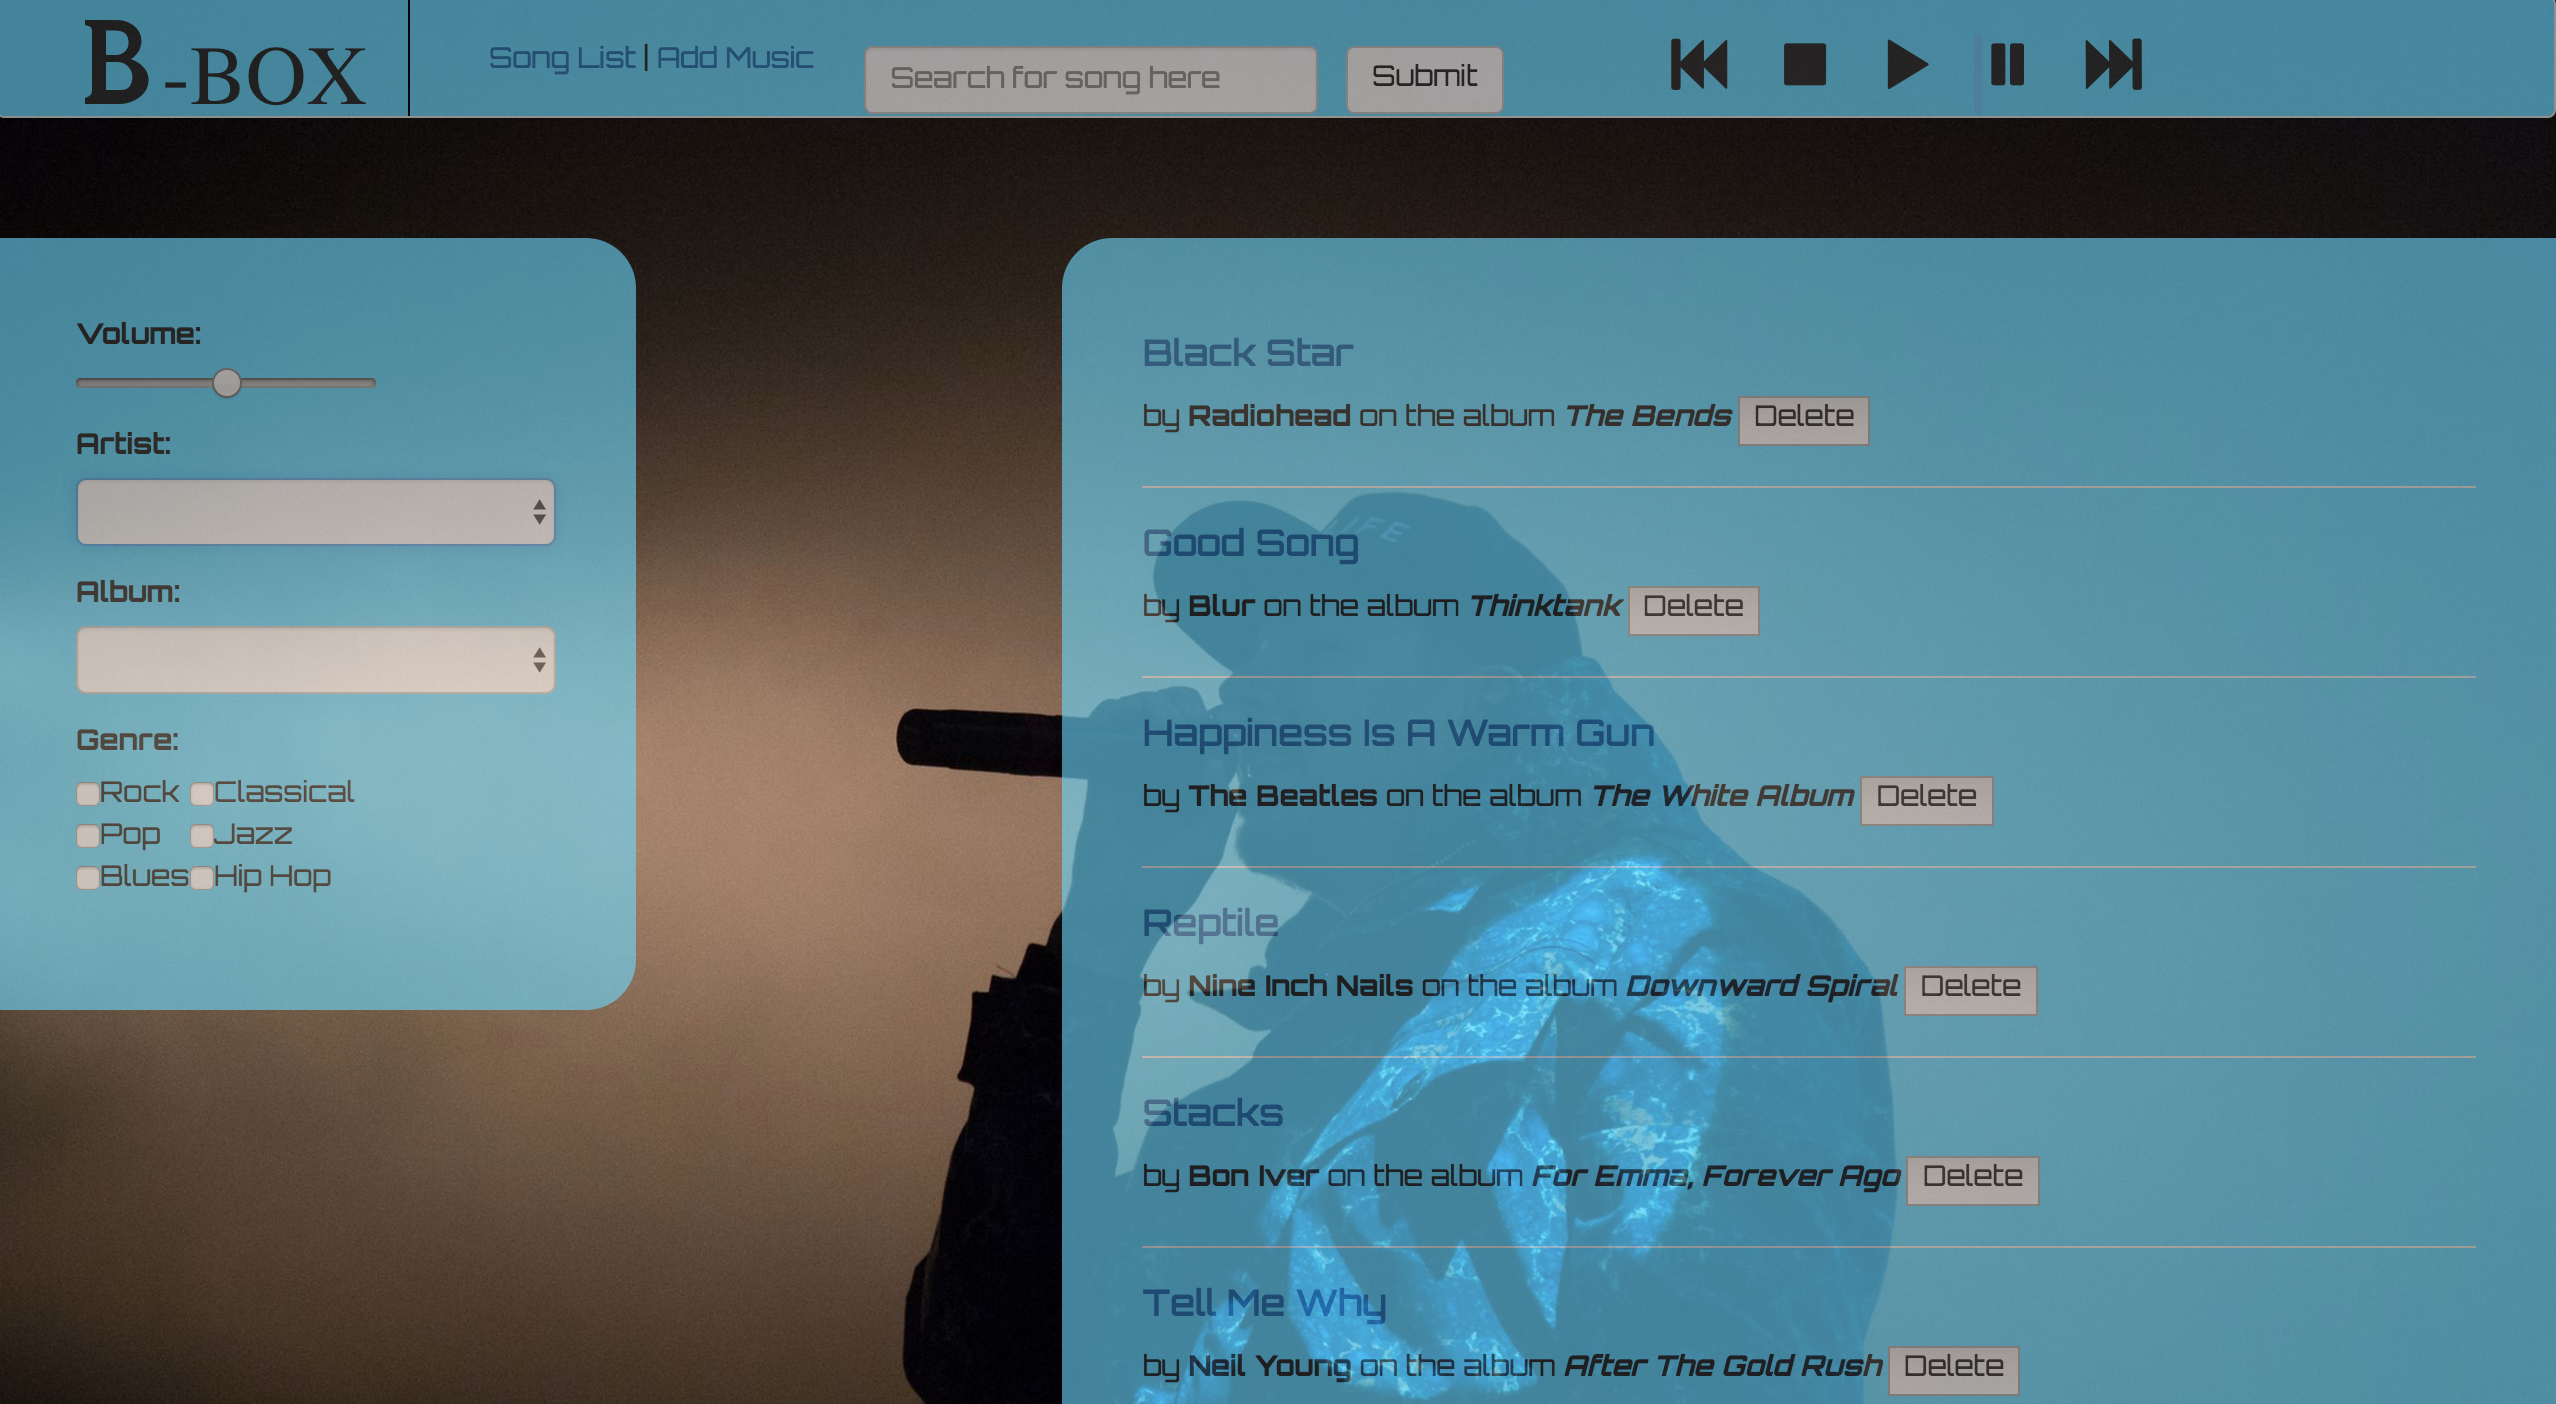 B -BOX
Song List | Add Music
Search for song here
Submit
Volume:
Artist:
Album:
Genre:
Rock Classical
Pop Jazz
Blues Hip Hop
Black Star
by Radiohead on the album The Bends Delete
Good Song
by Blur on the album Thinktank Delete
Happiness Is A Warm Gun
by The Beatles on the album The White Album Delete
Reptile
by Nine Inch Nails on the album Downward Spiral Delete
Stacks
by Bon Iver on the album For Emma, Forever Ago Delete
Tell Me Why
by Neil Young on the album After The Gold Rush Delete